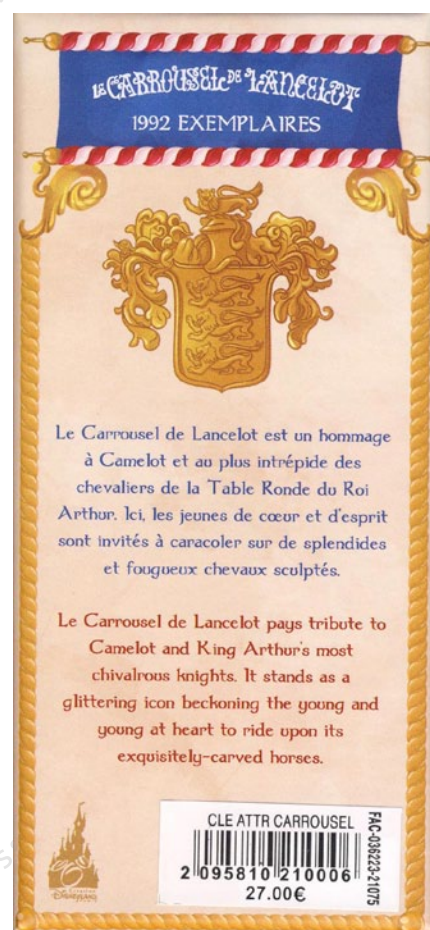 Le CARROUSEL DE LANCELOT
1992 EXEMPLAIRES
Le Carrousel de Lancelot est un hommage
à Camelot et au plus intrépide des
chevaliers de la Table Ronde du Roi
Arthur. Ici, les jeunes de cœur et d'esprit
sont invités à caracoler sur de splendides
et fougueux chevaux sculptés.
Le Carrousel de Lancelot pays tribute to
Camelot and King Arthur's most
chivalrous knights. It stands as a
glittering icon beckoning the young and
young at heart to ride upon its
exquisitely-carved horses.
CLE ATTR CARROUSEL
2 095810 210006
27.00€
FAC-036223-21075
DISNEYLAND